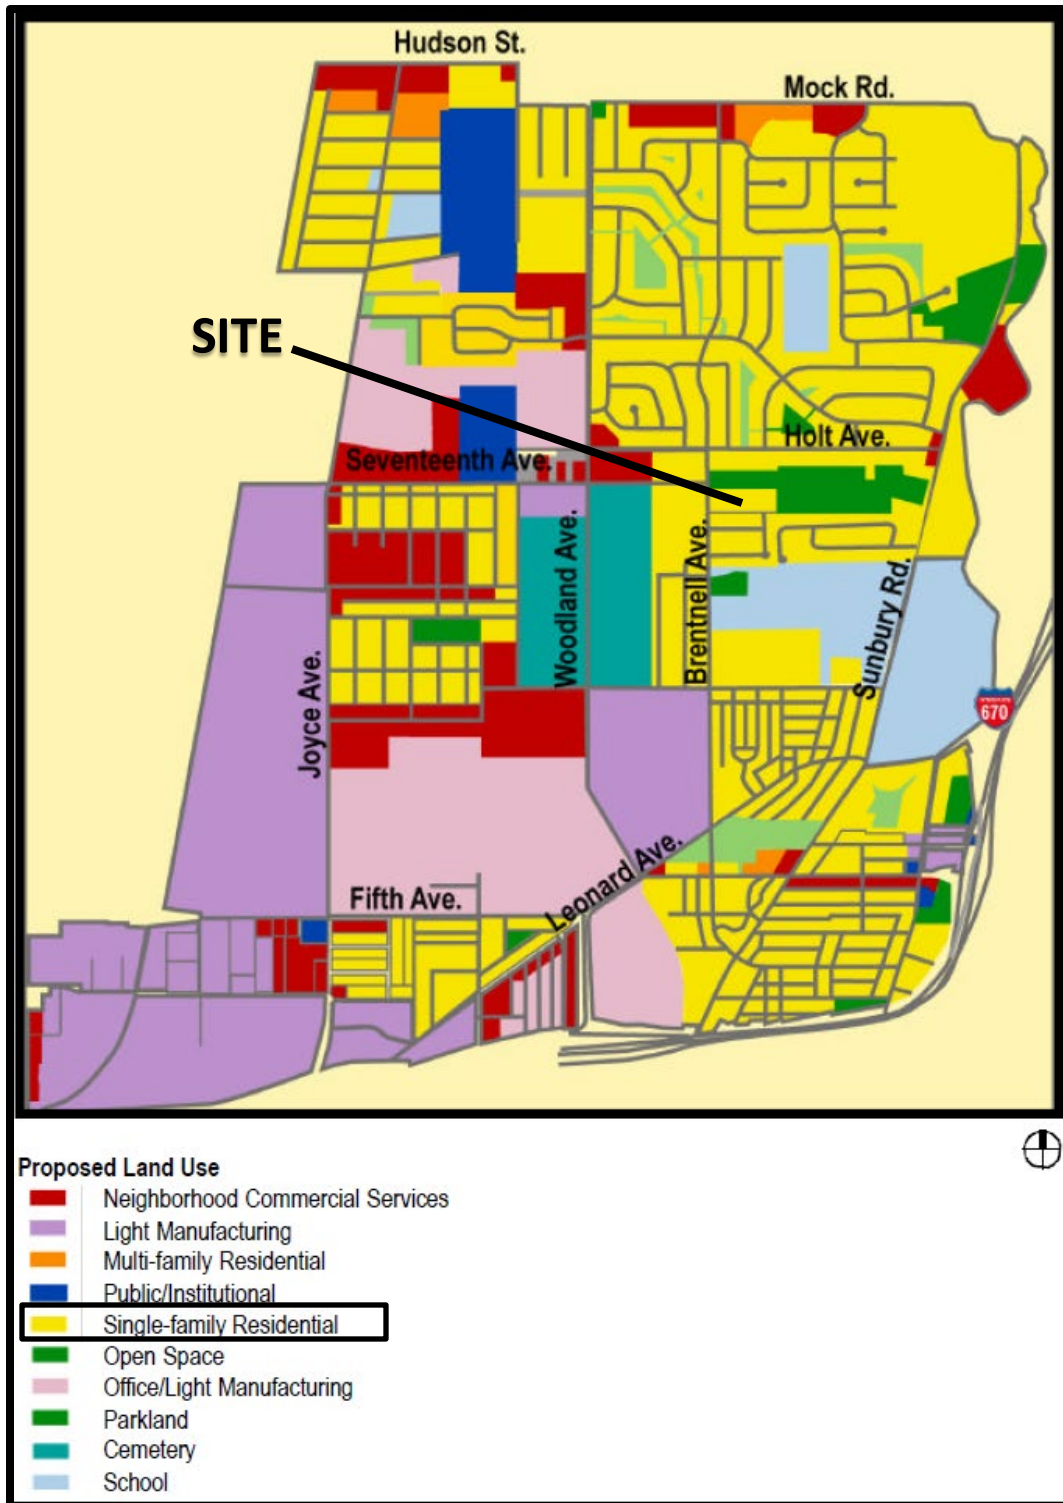 Hudson St.
Mock Rd.
SITE
Holt Ave.
Seventeenth Ave.
Woodland Ave.
Brentnell Ave.
Sunbury Rd.
Joyce Ave.
670
Leonard Ave.
Fifth Ave.
Proposed Land Use
Neighborhood Commercial Services
Light Manufacturing
Multi-family Residential
Public/Institutional
Single-family Residential
Open Space
Office/Light Manufacturing
Parkland
Cemetery
School